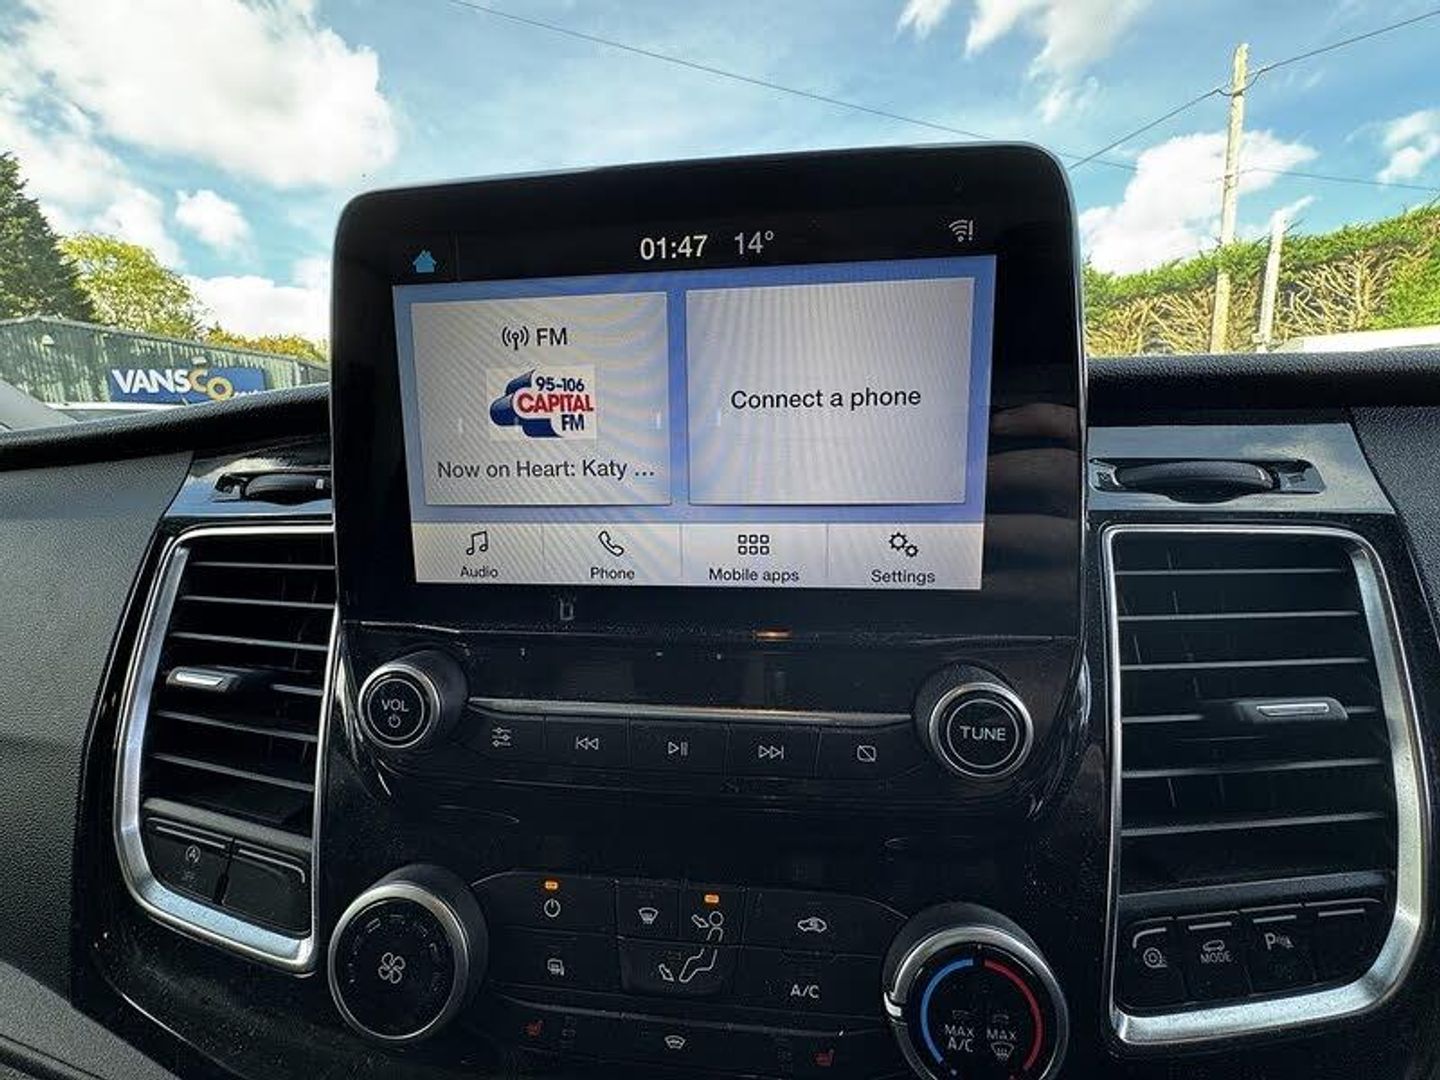 01:47 14°
FM
95-106
CAPITAL
FM
Now on Heart: Katy ...
Connect a phone
Audio
Phone
Mobile apps
Settings
VANSCO
VOL
TUNE
A/C
MAX
A/C
MAX
MODE
P